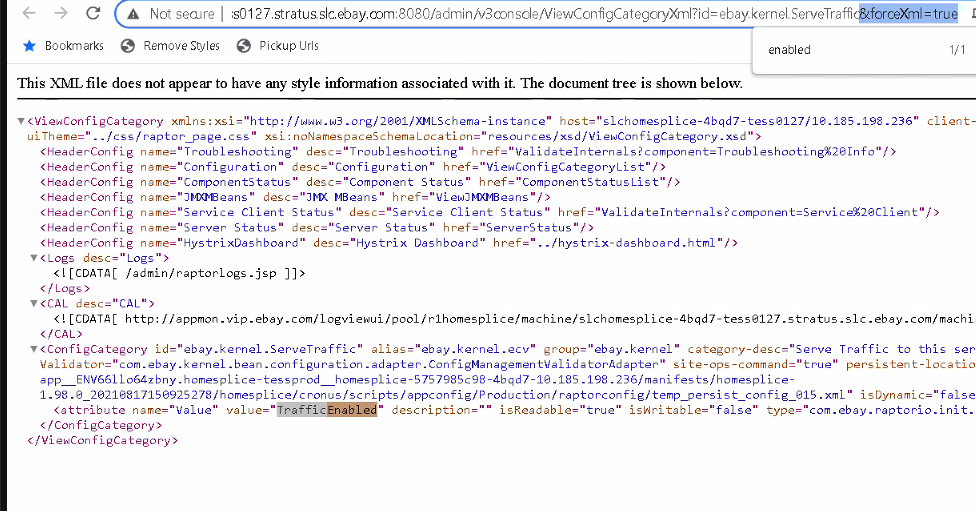 Not secure | :s0127.stratus.slc.ebay.com:8080/admin/v3console/ViewConfigCategoryXml?id=ebay.kernel.ServeTraffic&forceXml=true
enabled 1/1
Bookmarks Remove Styles Pickup Urls
This XML file does not appear to have any style information associated with it. The document tree is shown below.
▼<ViewConfigCategory xmlns:xsi="http://www.w3.org/2001/XMLSchema-instance" host="slchomesplice-4bqd7-tess0127/10.185.198.236" client-
uiTheme="../css/raptor_page.css" xsi:noNamespaceSchemaLocation="resources/xsd/ViewConfigCategory.xsd">
<HeaderConfig name="Troubleshooting" desc="Troubleshooting" href="ValidateInternals?component=Troubleshooting%20Info"/>
<HeaderConfig name="Configuration" desc="Configuration" href="ViewConfigCategoryList"/>
<HeaderConfig name="ComponentStatus" desc="Component Status" href="ComponentStatusList"/>
<HeaderConfig name="JMXMBeans" desc="JMX MBeans" href="ViewJMXMBeans"/>
<HeaderConfig name="Service Client Status" desc="Service Client Status" href="ValidateInternals?component=Service%20Client"/>
<HeaderConfig name="Server Status" desc="Server Status" href="ServerStatus"/>
<HeaderConfig name="HystrixDashboard" desc="Hystrix Dashboard" href="../hystrix-dashboard.html"/>
▼<Logs desc="Logs">
<![CDATA[ /admin/raptorlogs.jsp ]]>
</Logs>
▼<CAL desc="CAL">
<![CDATA[ http://appmon.vip.ebay.com/logviewui/pool/r1homesplice/machine/slchomesplice-4bqd7-tess0127.stratus.slc.ebay.com/machi
</CAL>
▼<ConfigCategory id="ebay.kernel.ServeTraffic" alias="ebay.kernel.ecv" group="ebay.kernel" category-desc="Serve Traffic to this ser
Validator="com.ebay.kernel.bean.configuration.adapter.ConfigManagementValidatorAdapter" site-ops-command="true" persistent-locatio
app__ENV66llo64zbny.homesplice-tessprod__homesplice-5757985c98-4bqd7-10.185.198.236/manifests/homesplice-
1.98.0_20210817150925278/homesplice/cronus/scripts/appconfig/Production/raptorconfig/temp_persist_config_015.xml" isDynamic="false
<attribute name="Value" value="TrafficEnabled" description="" isReadable="true" isWritable="false" type="com.ebay.raptorio.init.
</ConfigCategory>
</ViewConfigCategory>